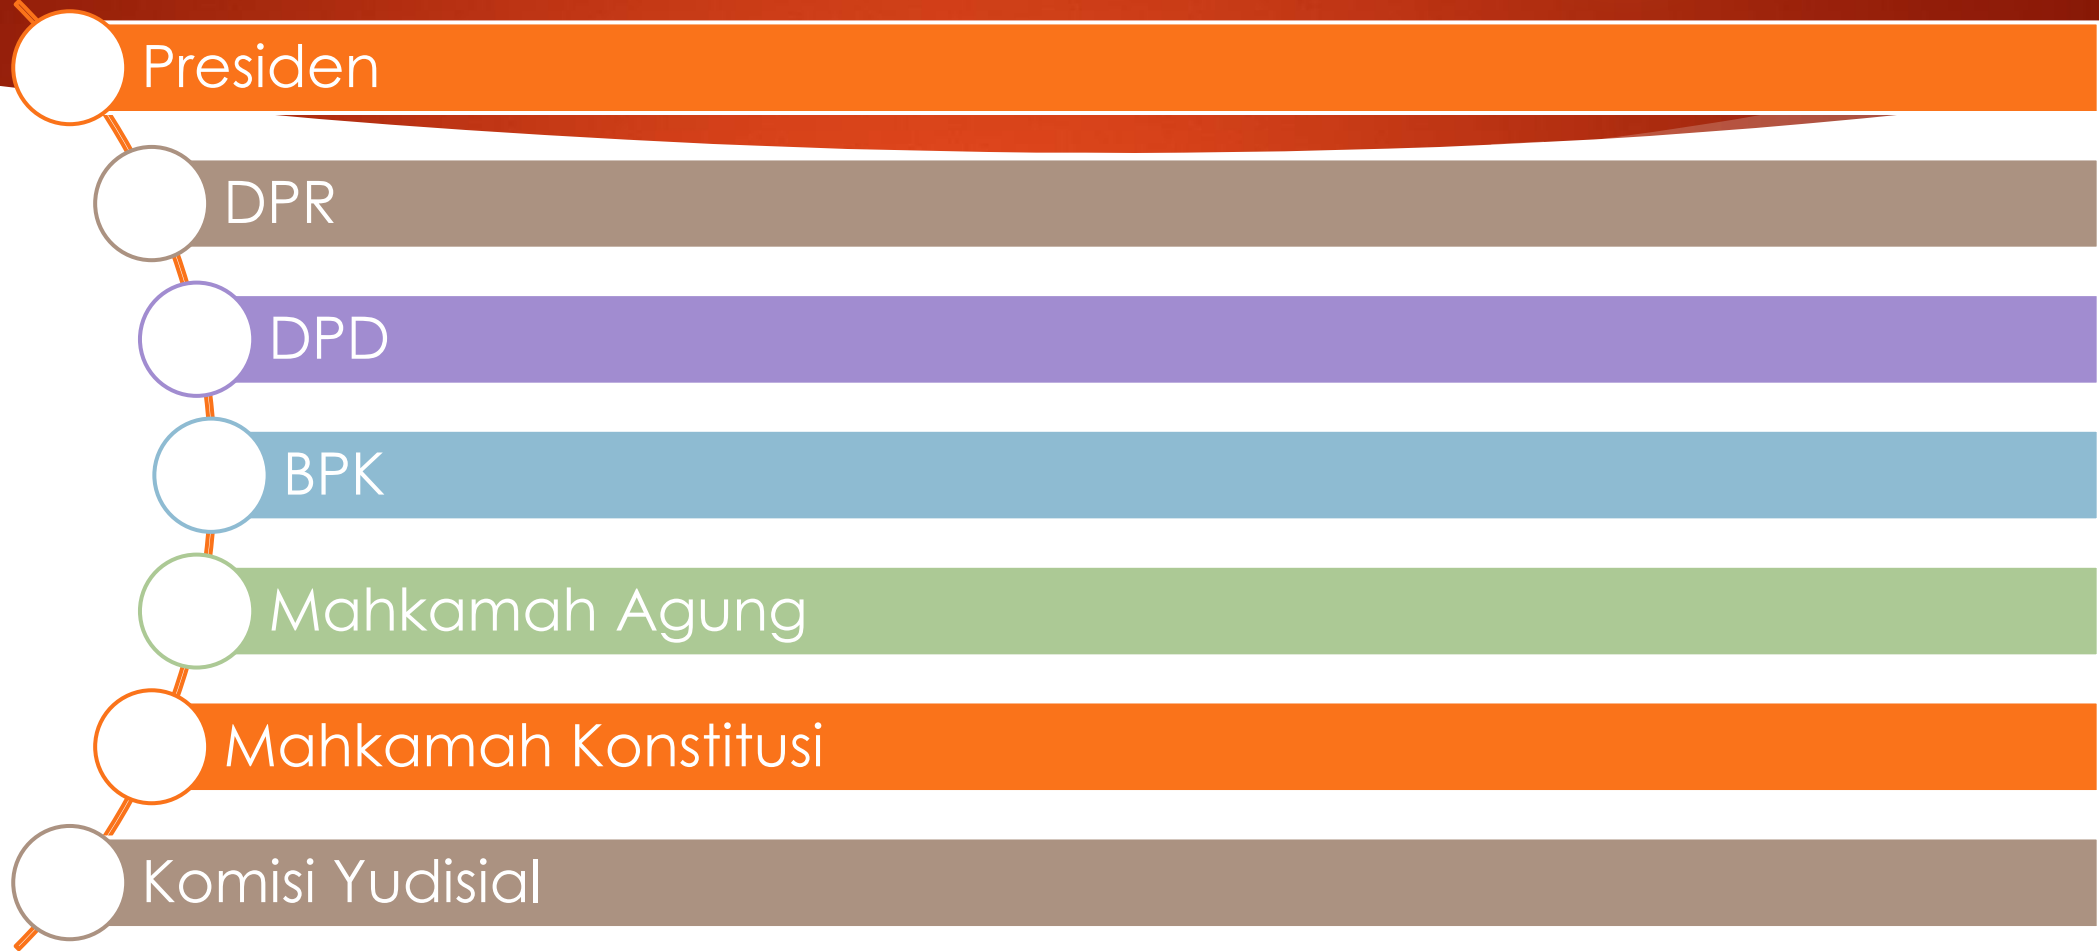 Presiden
DPR
DPD
BPK
Mahkamah Agung
Mahkamah Konstitusi
Komisi Yudisial